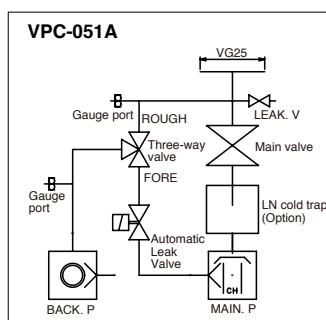 VPC-051A
VG25
Gauge port
ROUGH
LEAK. V
Three-way
valve
Main valve
FORE
Gauge
port
LN cold trap
(Option)
Automatic
Leak
Valve
CH
BACK. P
MAIN. P